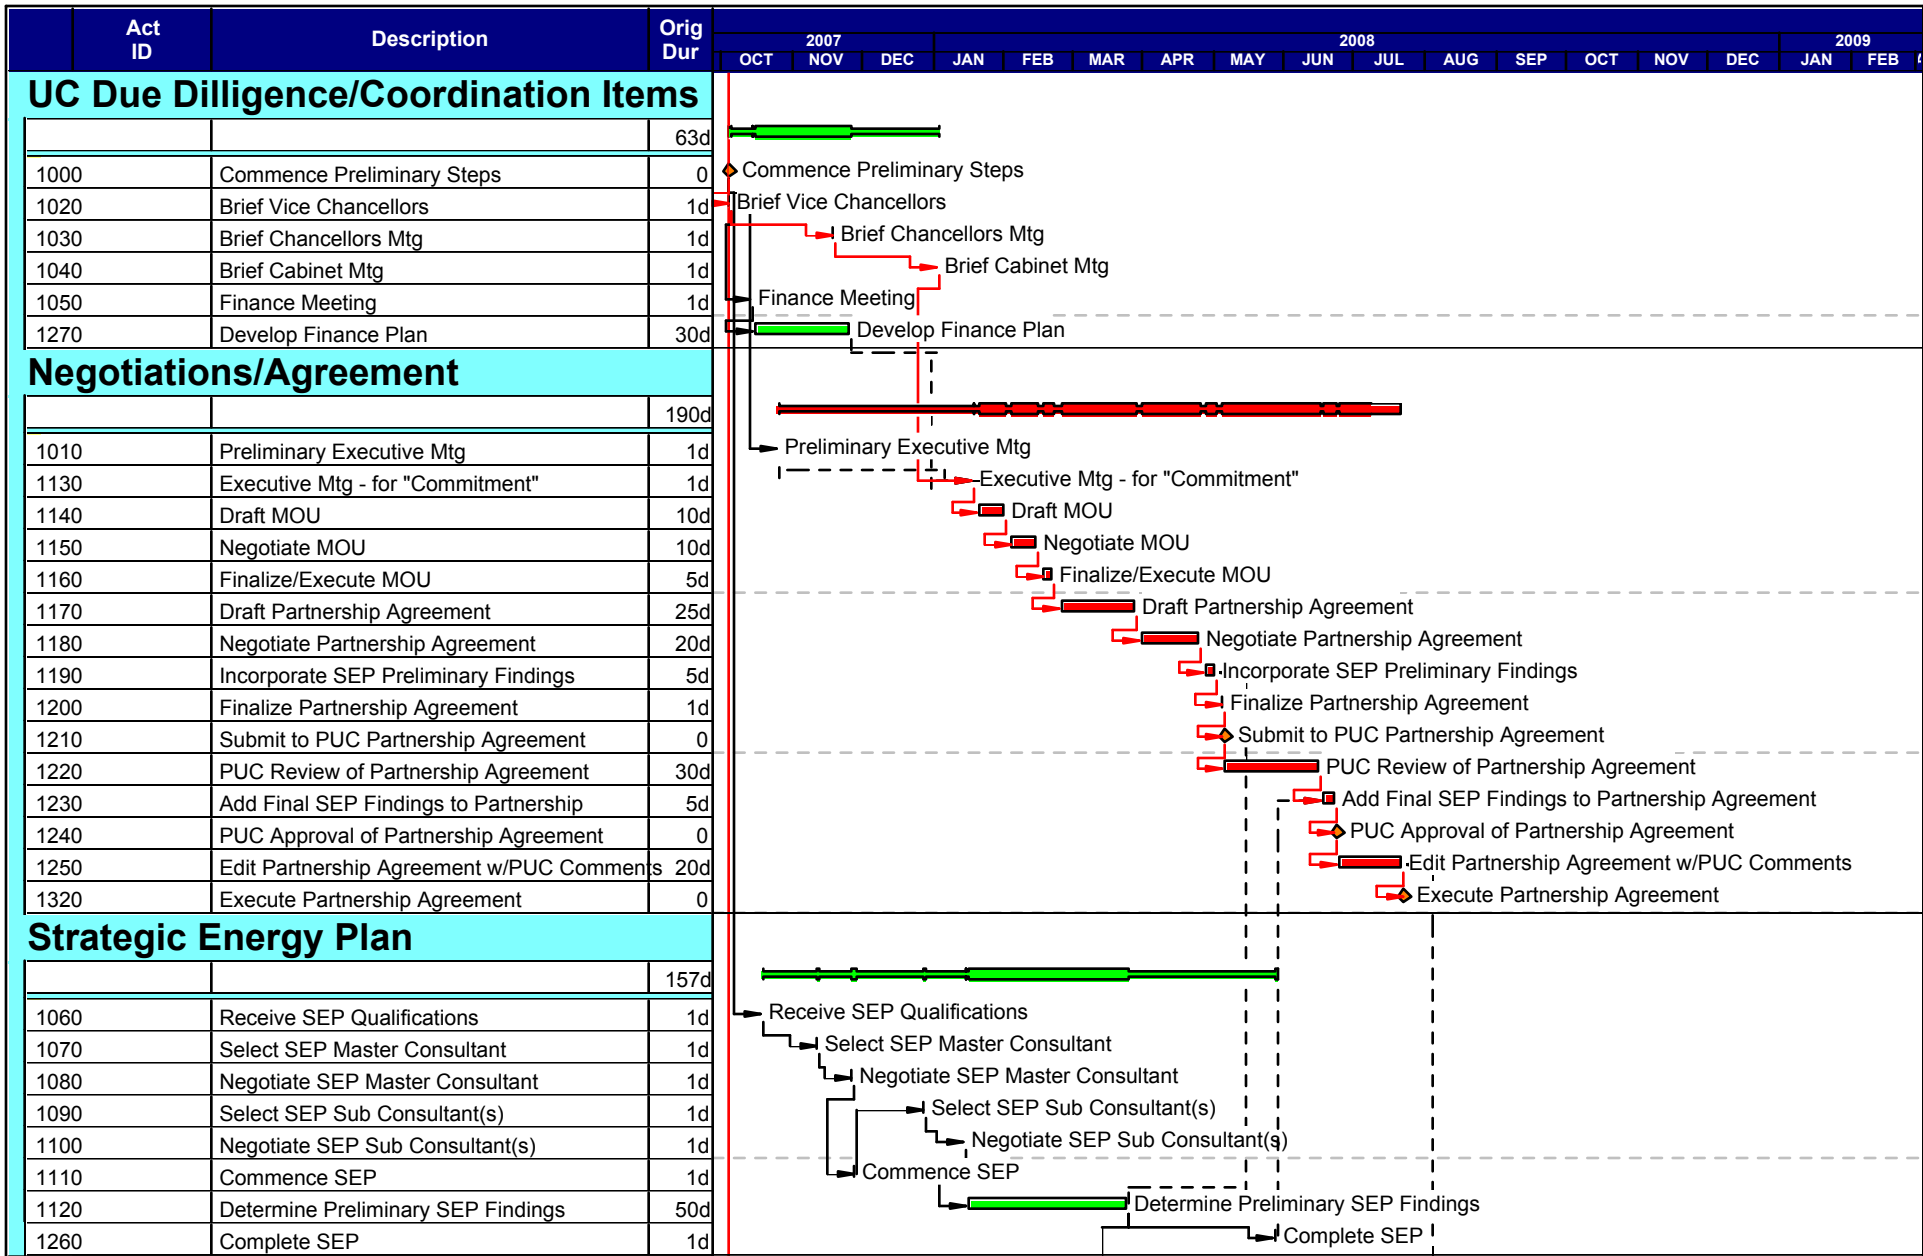 Act ID Description Orig Dur
2007 2008 2009
OCT NOV DEC JAN FEB MAR APR MAY JUN JUL AUG SEP OCT NOV DEC JAN FEB
UC Due Dilligence/Coordination Items
63d
1000 Commence Preliminary Steps 0 Commence Preliminary Steps
1020 Brief Vice Chancellors 1d Brief Vice Chancellors
1030 Brief Chancellors Mtg 1d Brief Chancellors Mtg
1040 Brief Cabinet Mtg 1d Brief Cabinet Mtg
1050 Finance Meeting 1d Finance Meeting
1270 Develop Finance Plan 30d Develop Finance Plan
Negotiations/Agreement
190d
1010 Preliminary Executive Mtg 1d Preliminary Executive Mtg
1130 Executive Mtg - for "Commitment" 1d Executive Mtg - for "Commitment"
1140 Draft MOU 10d Draft MOU
1150 Negotiate MOU 10d Negotiate MOU
1160 Finalize/Execute MOU 5d Finalize/Execute MOU
1170 Draft Partnership Agreement 25d Draft Partnership Agreement
1180 Negotiate Partnership Agreement 20d Negotiate Partnership Agreement
1190 Incorporate SEP Preliminary Findings 5d Incorporate SEP Preliminary Findings
1200 Finalize Partnership Agreement 1d Finalize Partnership Agreement
1210 Submit to PUC Partnership Agreement 0 Submit to PUC Partnership Agreement
1220 PUC Review of Partnership Agreement 30d PUC Review of Partnership Agreement
1230 Add Final SEP Findings to Partnership 5d Add Final SEP Findings to Partnership Agreement
1240 PUC Approval of Partnership Agreement 0 PUC Approval of Partnership Agreement
1250 Edit Partnership Agreement w/PUC Comments 20d Edit Partnership Agreement w/PUC Comments
1320 Execute Partnership Agreement 0 Execute Partnership Agreement
Strategic Energy Plan
157d
1060 Receive SEP Qualifications 1d Receive SEP Qualifications
1070 Select SEP Master Consultant 1d Select SEP Master Consultant
1080 Negotiate SEP Master Consultant 1d Negotiate SEP Master Consultant
1090 Select SEP Sub Consultant(s) 1d Select SEP Sub Consultant(s)
1100 Negotiate SEP Sub Consultant(s) 1d Negotiate SEP Sub Consultant(s)
1110 Commence SEP 1d Commence SEP
1120 Determine Preliminary SEP Findings 50d Determine Preliminary SEP Findings
1260 Complete SEP 1d Complete SEP